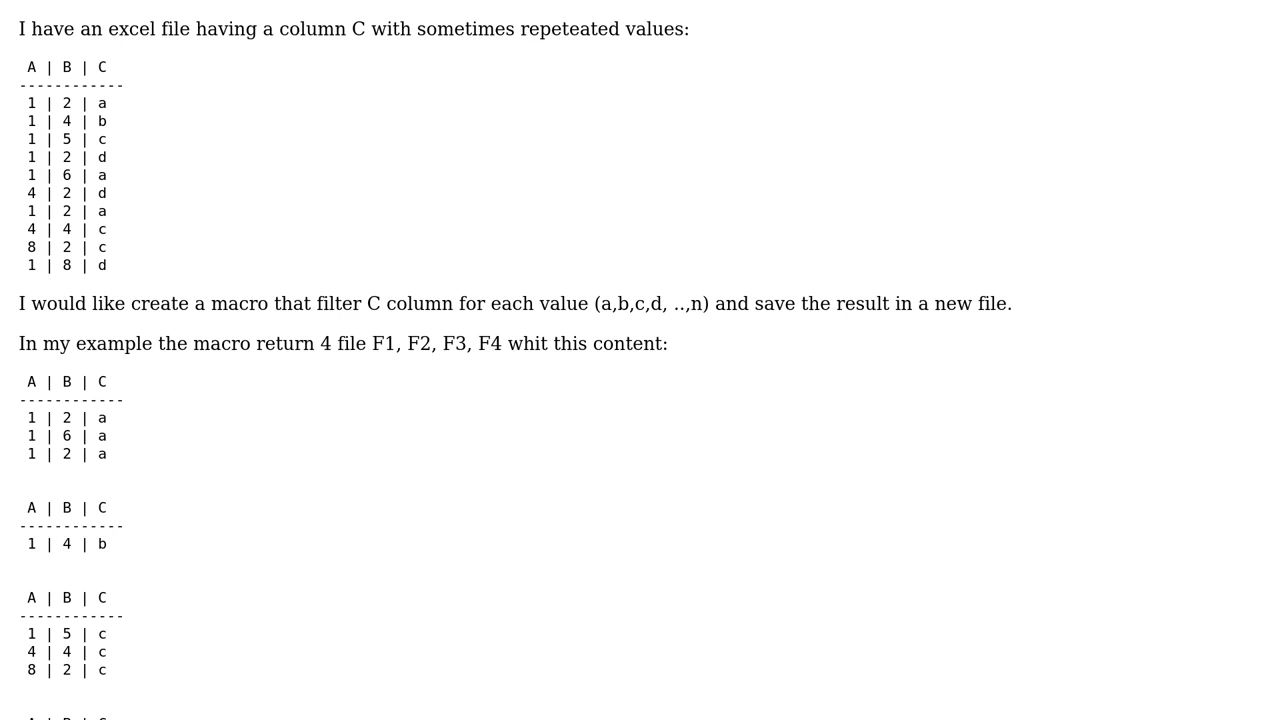 I have an excel file having a column C with sometimes repeteated values:
A | B | C
------------
1 | 2 | a
1 | 4 | b
1 | 5 | c
1 | 2 | d
1 | 6 | a
4 | 2 | d
1 | 2 | a
4 | 4 | c
8 | 2 | c
1 | 8 | d
I would like create a macro that filter C column for each value (a,b,c,d, ..,n) and save the result in a new file.
In my example the macro return 4 file F1, F2, F3, F4 whit this content:
A | B | C
------------
1 | 2 | a
1 | 6 | a
1 | 2 | a
A | B | C
------------
1 | 4 | b
A | B | C
------------
1 | 5 | c
4 | 4 | c
8 | 2 | c